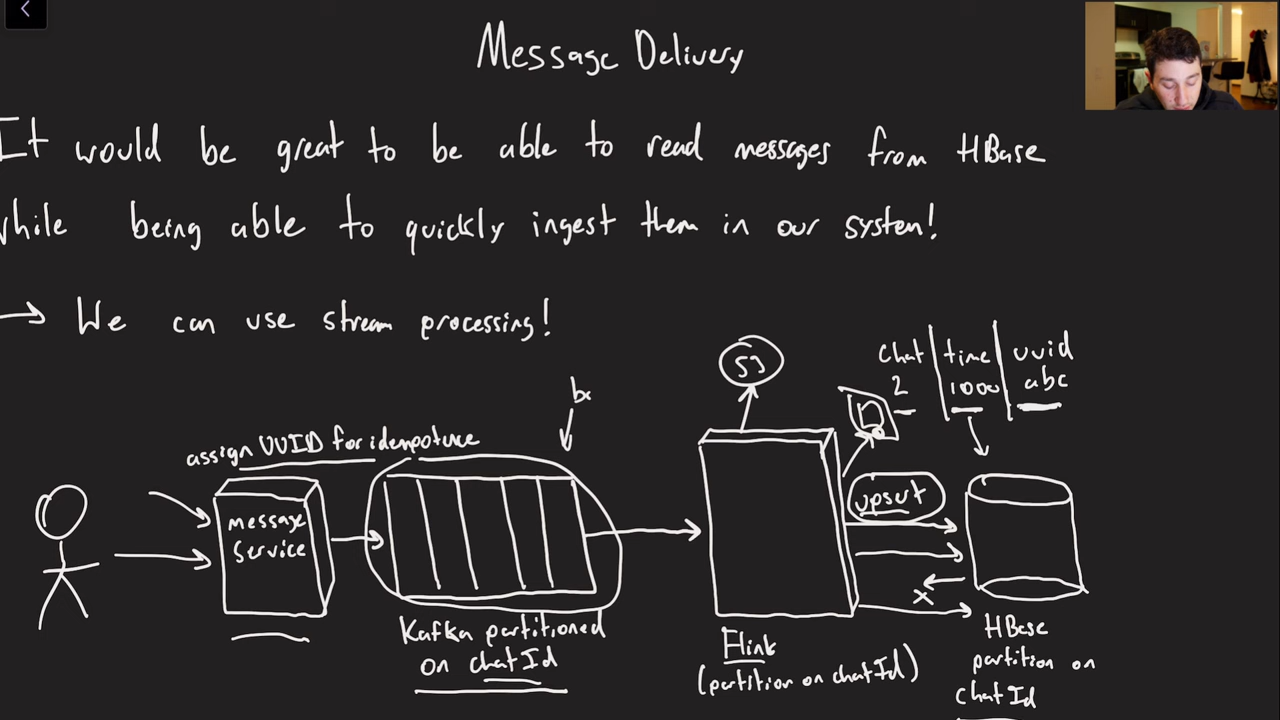 Message Delivery
It would be great to be able to read messages from HBase
while being able to quickly ingest them in our system!
→ We can use stream processing!
S3
chat | time | uuid
2 | 1000 | abc
bc
assign UUID for idempotence
upsert
message
service
Kafka partitioned
on chatId
Flink
(partition on chatId)
X
HBase
partition on
chatId